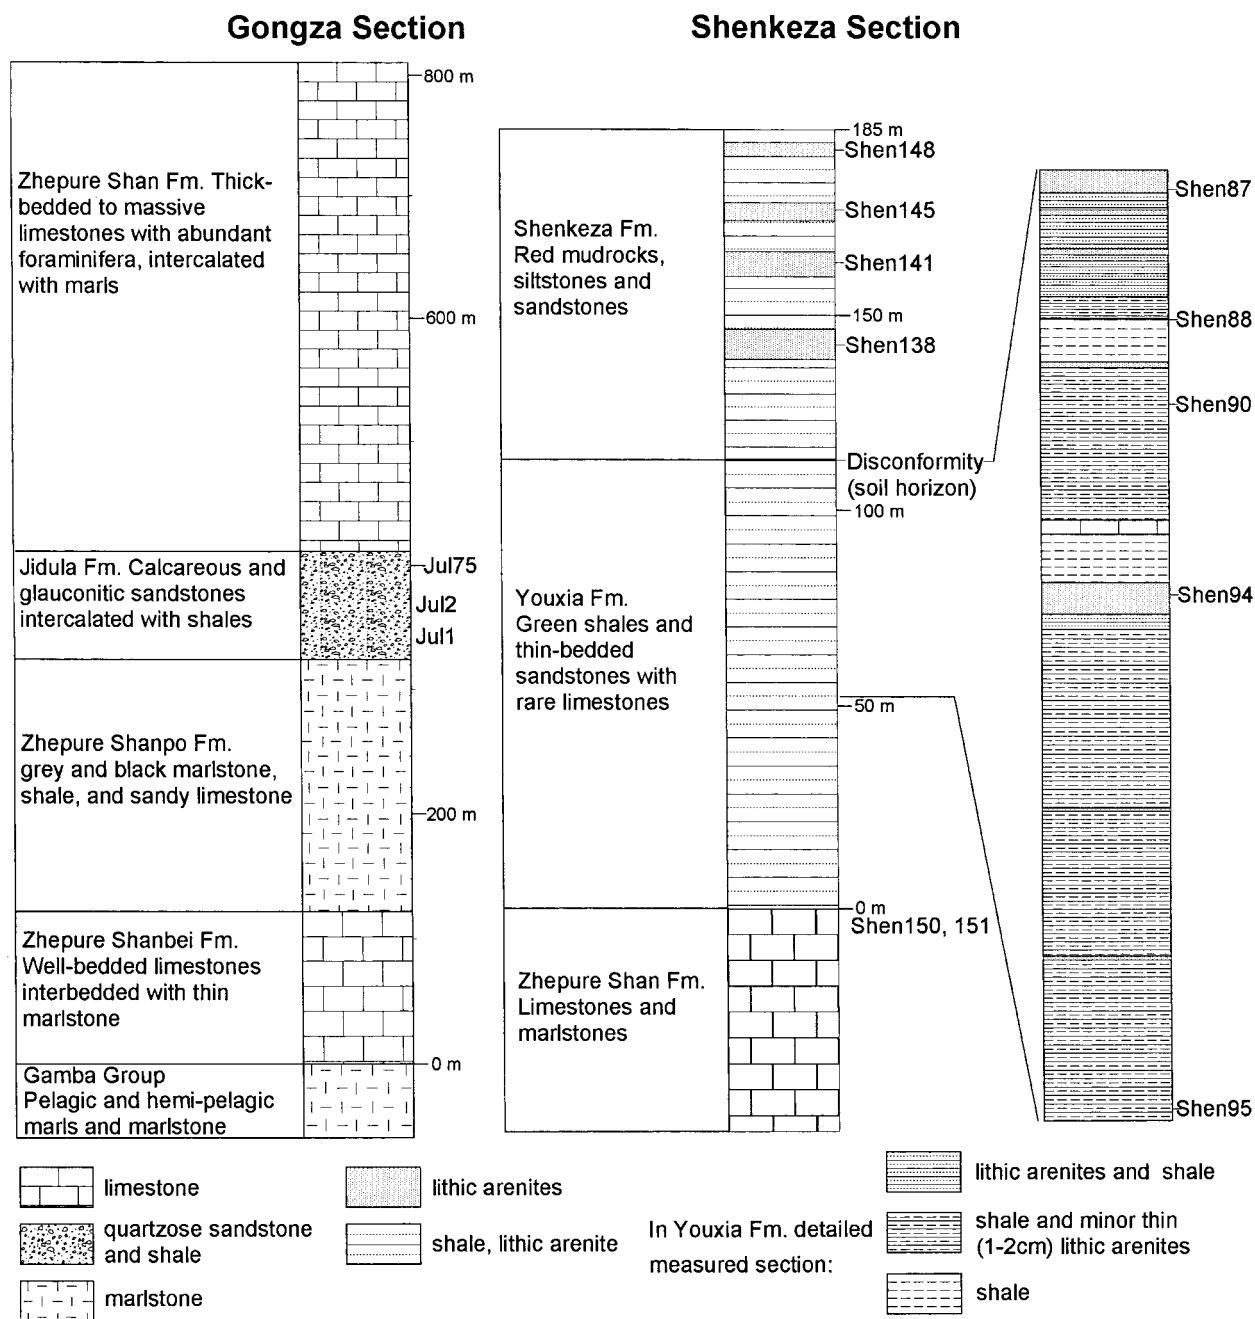 Gongza Section
Shenkeza Section
800 m
Zhepure Shan Fm. Thick-
bedded to massive
limestones with abundant
foraminifera, intercalated
with marls
600 m
Jidula Fm. Calcareous and
glauconitic sandstones
intercalated with shales
Jul75
Jul2
Jul1
Zhepure Shanpo Fm.
grey and black marlstone,
shale, and sandy limestone
200 m
Zhepure Shanbei Fm.
Well-bedded limestones
interbedded with thin
marlstone
0 m
Gamba Group
Pelagic and hemi-pelagic
marls and marlstone
185 m
Shen148
Shen145
Shenkeza Fm.
Red mudrocks,
siltstones and
sandstones
Shen141
150 m
Shen138
Disconformity
(soil horizon)
100 m
Youxia Fm.
Green shales and
thin-bedded
sandstones with
rare limestones
50 m
0 m
Shen150, 151
Zhepure Shan Fm.
Limestones and
marlstones
Shen87
Shen88
Shen90
Shen94
Shen95
limestone
quartzose sandstone
and shale
marlstone
lithic arenites
shale, lithic arenite
In Youxia Fm. detailed
measured section:
lithic arenites and shale
shale and minor thin
(1-2cm) lithic arenites
shale